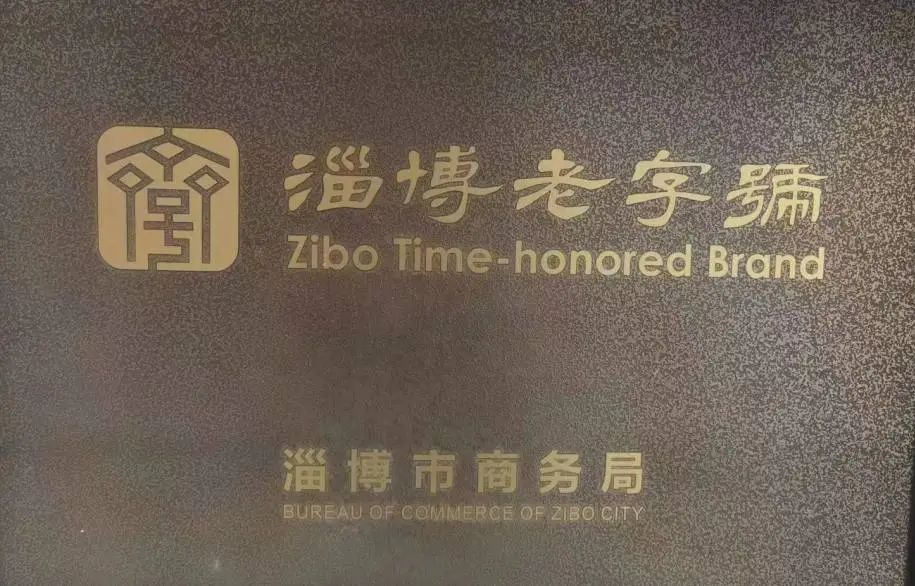 淄博老字號
Zibo Time-honored Brand
淄博市商务局
BUREAU OF COMMERCE OF ZIBO CITY